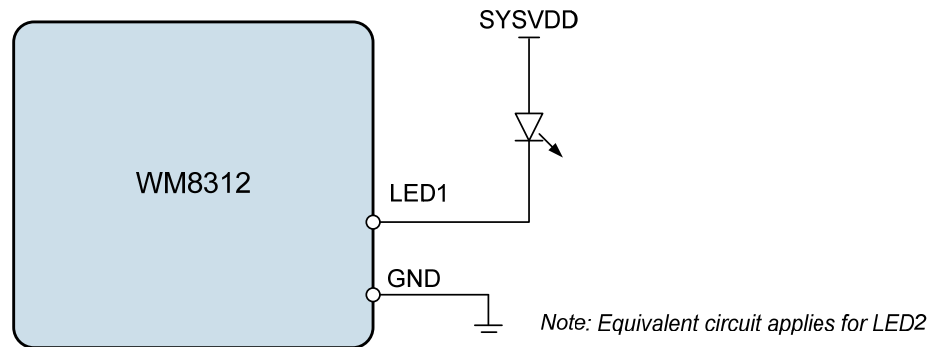 SYSVDD
WM8312
LED1
GND
Note: Equivalent circuit applies for LED2